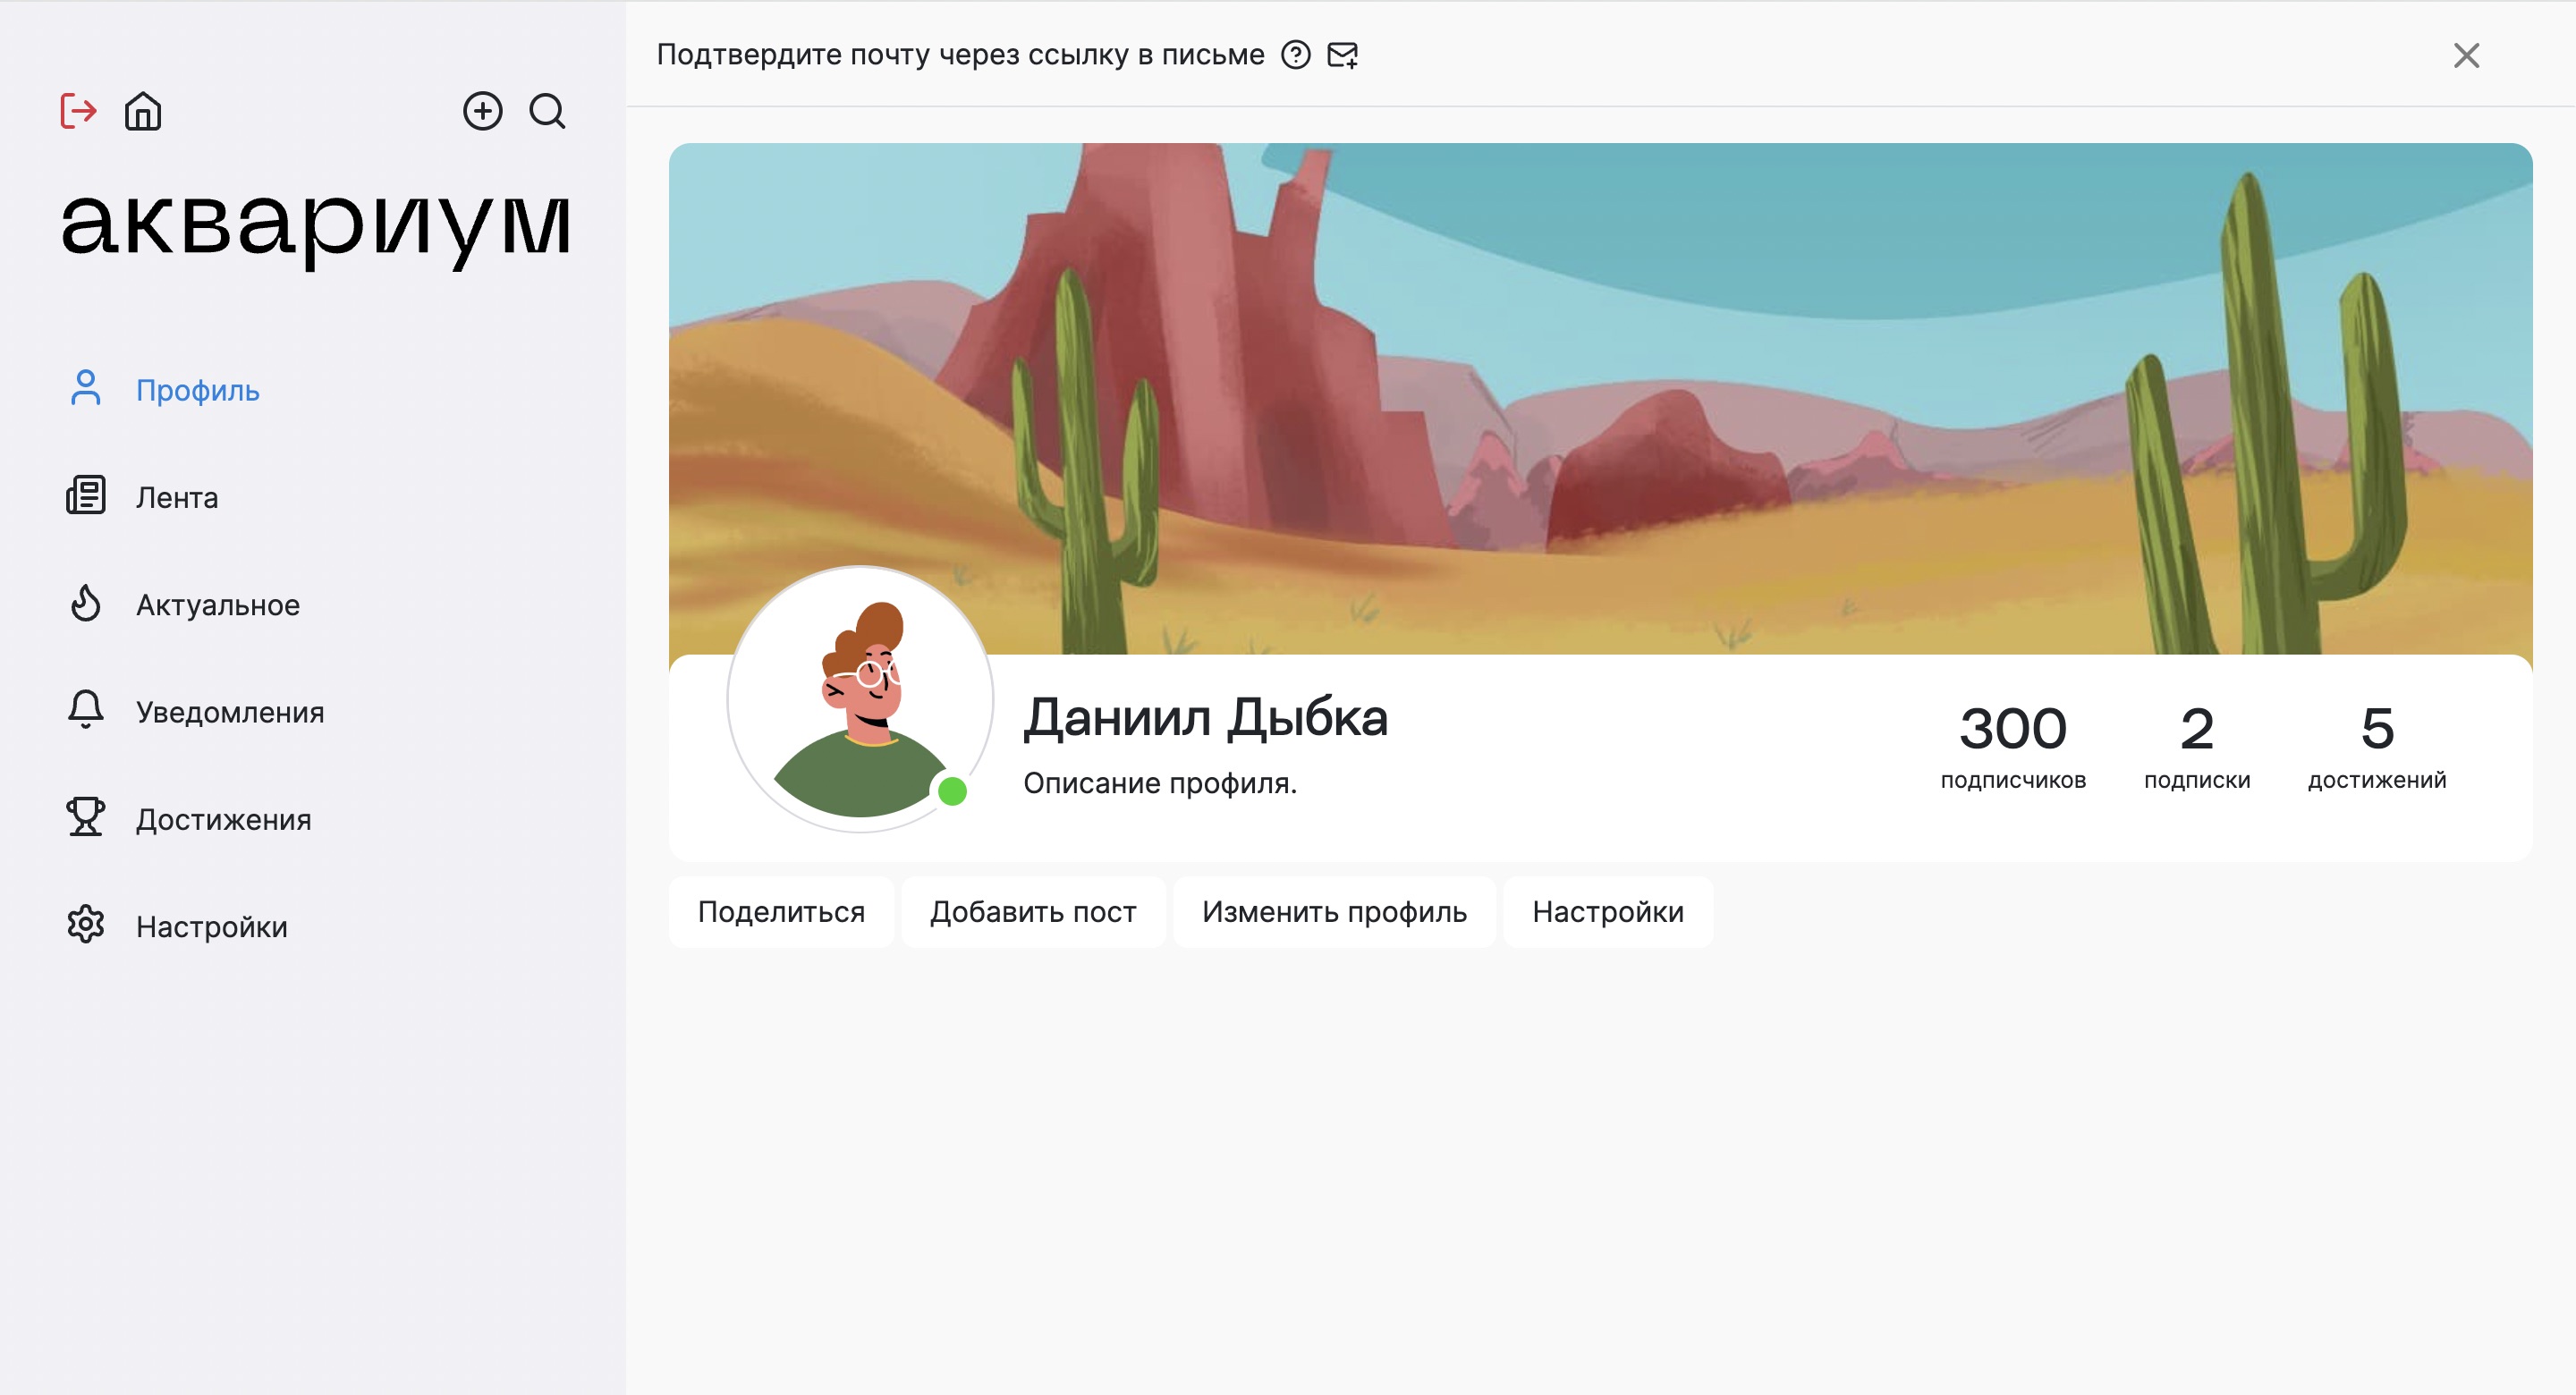 Подтвердите почту через ссылку в письме
аквариум
Профиль
Лента
Актуальное
Уведомления
Достижения
Настройки
Даниил Дыбка
Описание профиля.
300
подписчиков
2
подписки
5
достижений
Поделиться
Добавить пост
Изменить профиль
Настройки